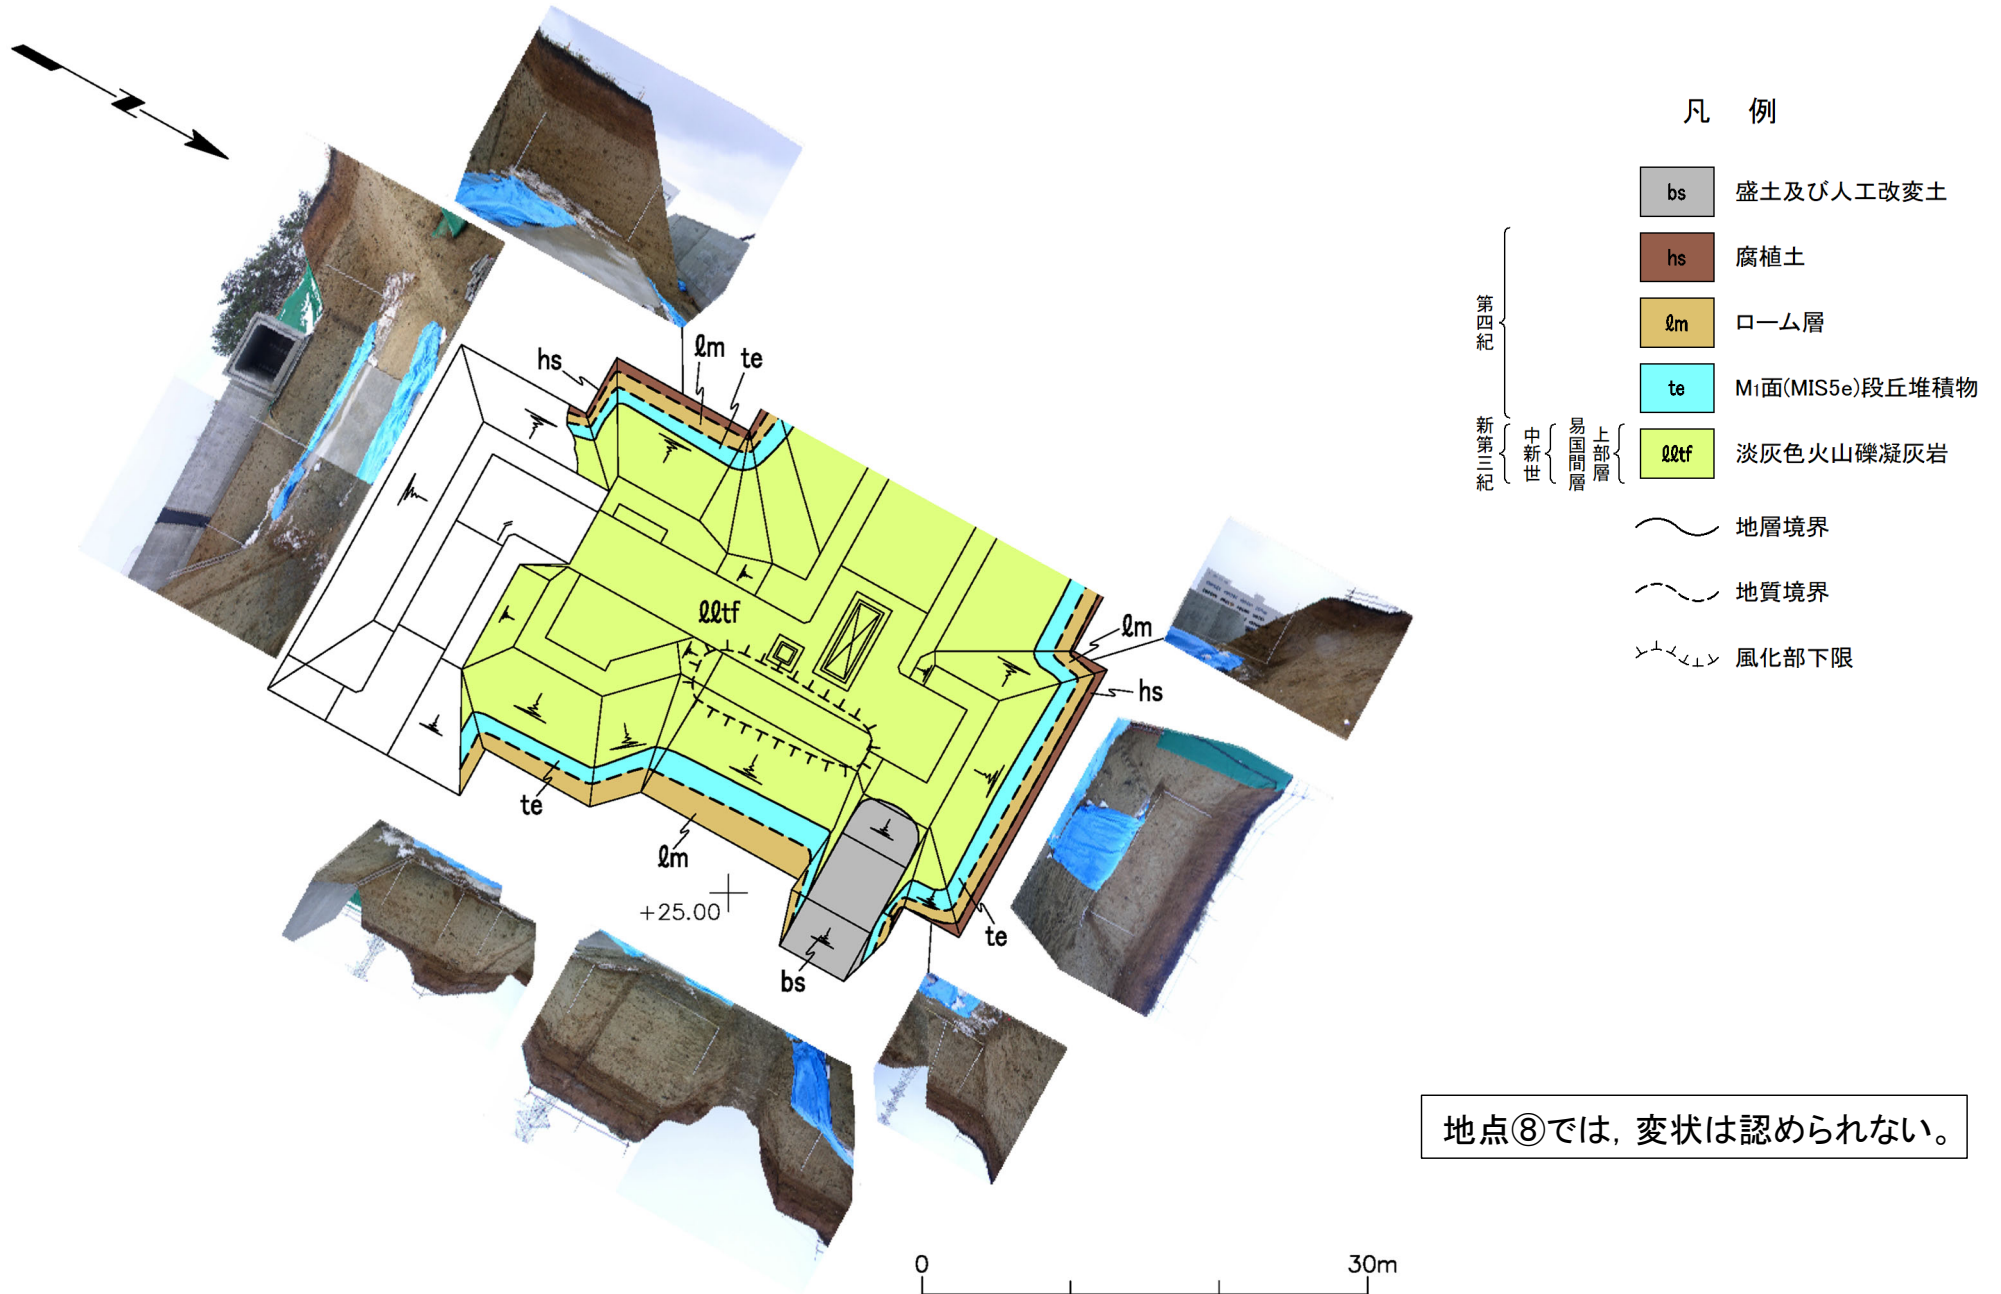 N
hs
ℓm
te
ℓℓtf
ℓm
hs
te
ℓm
+25.00
te
bs
凡 例
bs 盛土及び人工改変土
hs 腐植土
ℓm ローム層
te M1面(MIS5e)段丘堆積物
ℓℓtf 淡灰色火山礫凝灰岩
第四紀
新第三紀
中新世
易国間層
上部層
地層境界
地質境界
風化部下限
地点⑧では，変状は認められない。
0 30m